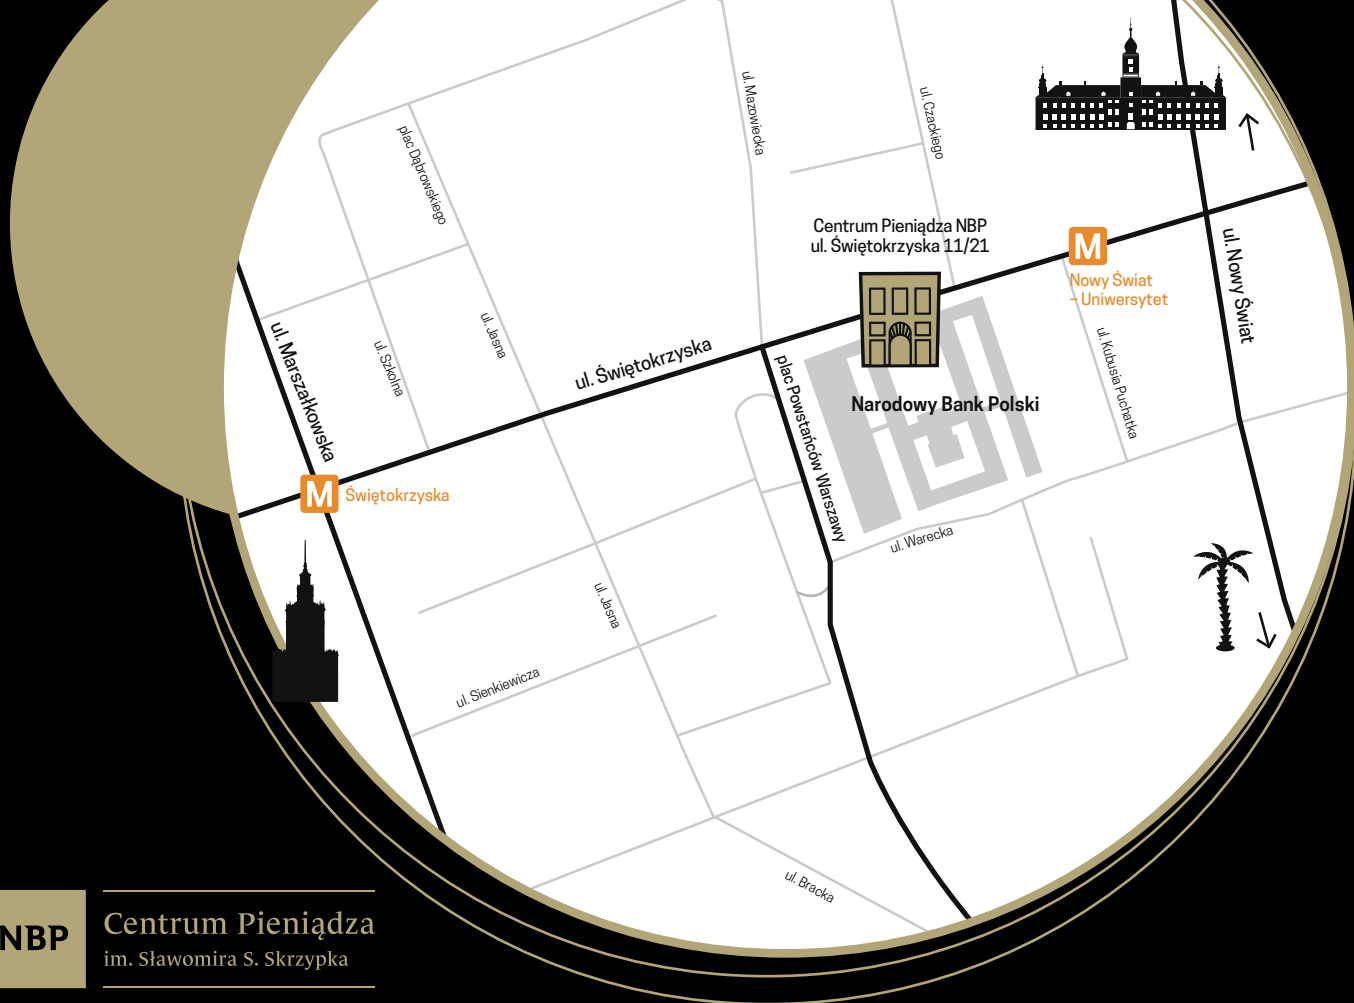 ul. Mazowiecka
ul. Czackiego
plac Dąbrowskiego
Centrum Pieniądza NBP
ul. Świętokrzyska 11/21
M
Nowy Świat
– Uniwersytet
ul. Nowy Świat
ul. Marszałkowska
ul. Szkolna
ul. Jasna
ul. Świętokrzyska
plac Powstańców Warszawy
Narodowy Bank Polski
ul. Kubusia Puchatka
M
Świętokrzyska
ul. Warecka
ul. Jasna
ul. Sienkiewicza
ul. Bracka
NBP
Centrum Pieniądza
im. Sławomira S. Skrzypka